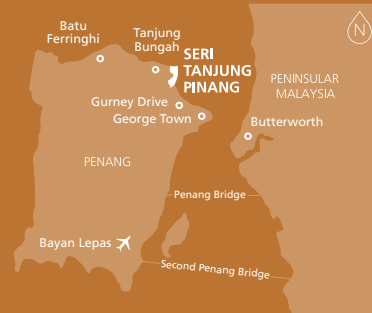 Batu
Ferringhi
Tanjung
Bungah
SERI
TANJUNG
PINANG
N
PENINSULAR
MALAYSIA
Gurney Drive
George Town
Butterworth
PENANG
Penang Bridge
Bayan Lepas
Second Penang Bridge